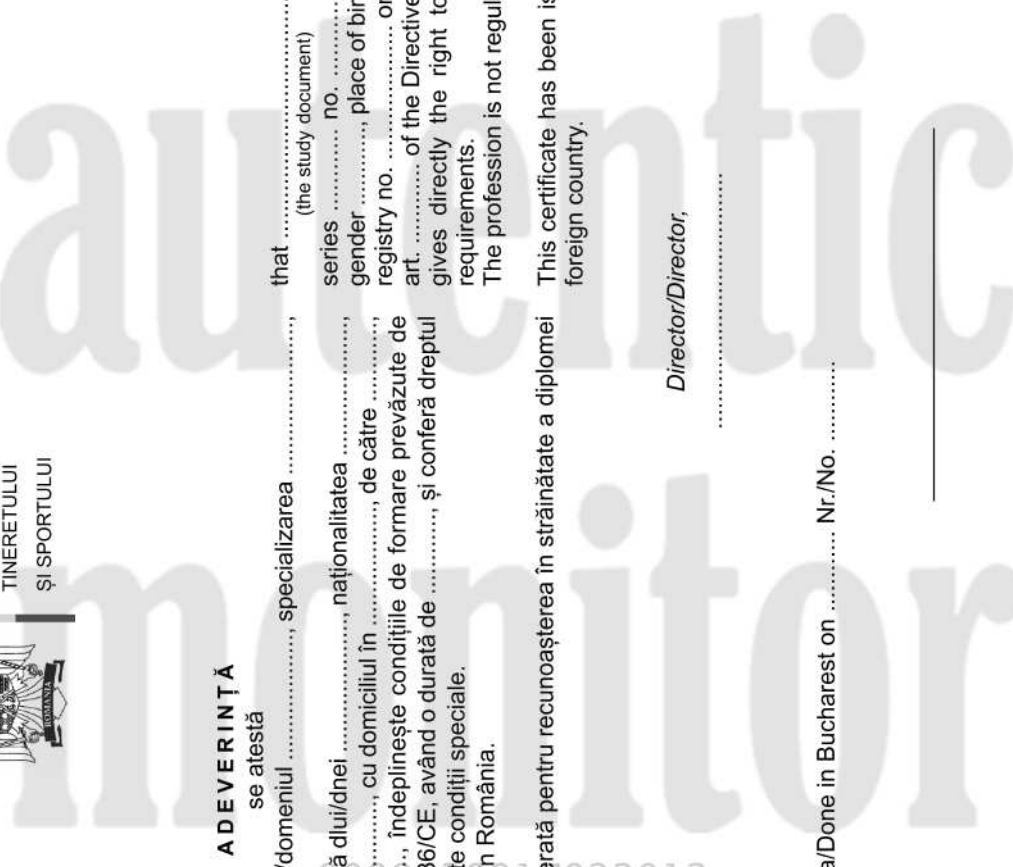 TINERETULUI
ȘI SPORTULUI
ROMANIA
ADEVERINȚĂ
se atestă
/domeniul ................, specializarea ................,
ă dlui/dnei ................, naționalitatea ................,
........, cu domiciliul în ................, de către ............,
.., îndeplinește condițiile de formare prevăzute de
36/CE, având o durată de ..........., și conferă dreptul
te condiții speciale.
n România.
erată pentru recunoașterea în străinătate a diplomei
that ................
(the study document)
series ............ no. ............
gender .........., place of bir
registry no. ................ or
art. .......... of the Directive
gives directly the right to
requirements.
The profession is not regul
This certificate has been is
foreign country.
Director/Director,
................................
a/Done in Bucharest on ............ Nr./No. ............
autentic
monitor